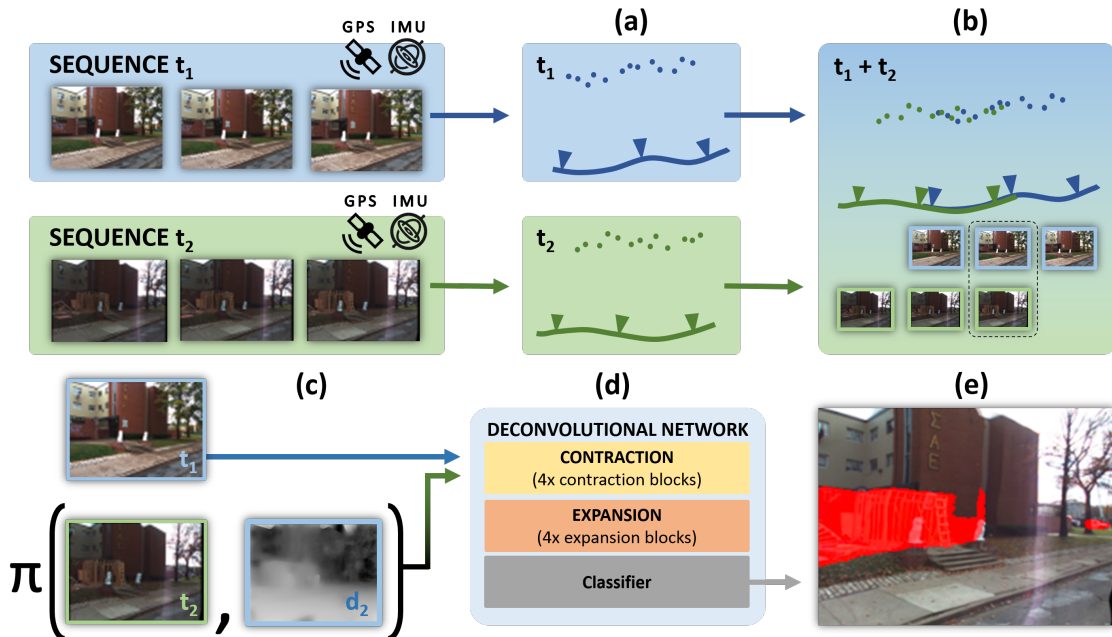 (a)
(b)
GPS IMU
SEQUENCE t1
t1
t1 + t2
GPS IMU
SEQUENCE t2
t2
(c)
(d)
(e)
t1
DECONVOLUTIONAL NETWORK
CONTRACTION
(4x contraction blocks)
EXPANSION
(4x expansion blocks)
Classifier
π ( t2 , d2 )
ΣAE